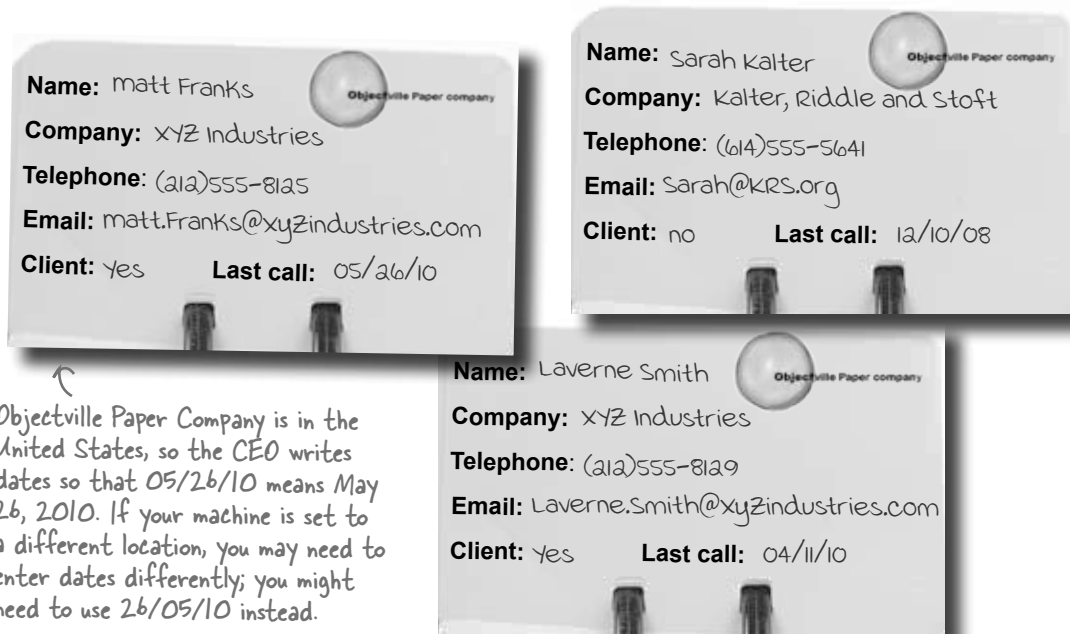 Name: Matt Franks
Objectville Paper company
Company: XYZ Industries
Telephone: (212)555-8125
Email: Matt.Franks@xyzindustries.com
Client: Yes Last call: 05/26/10
Name: Sarah Kalter
Objectville Paper company
Company: Kalter, Riddle and Stoft
Telephone: (614)555-5641
Email: Sarah@KRS.org
Client: no Last call: 12/10/08
Name: Laverne Smith
Objectville Paper company
Company: XYZ Industries
Telephone: (212)555-8129
Email: Laverne.Smith@xyzindustries.com
Client: Yes Last call: 04/11/10
Objectville Paper Company is in the
United States, so the CEO writes
dates so that 05/26/10 means May
26, 2010. If your machine is set to
a different location, you may need to
enter dates differently; you might
need to use 26/05/10 instead.